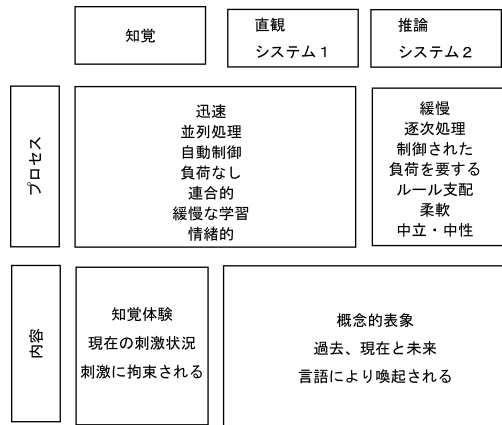 知覚
直観
システム１
推論
システム２
プロセス
迅速
並列処理
自動制御
負荷なし
連合的
緩慢な学習
情緒的
緩慢
逐次処理
制御された
負荷を要する
ルール支配
柔軟
中立・中性
内容
知覚体験
現在の刺激状況
刺激に拘束される
概念的表象
過去、現在と未来
言語により喚起される